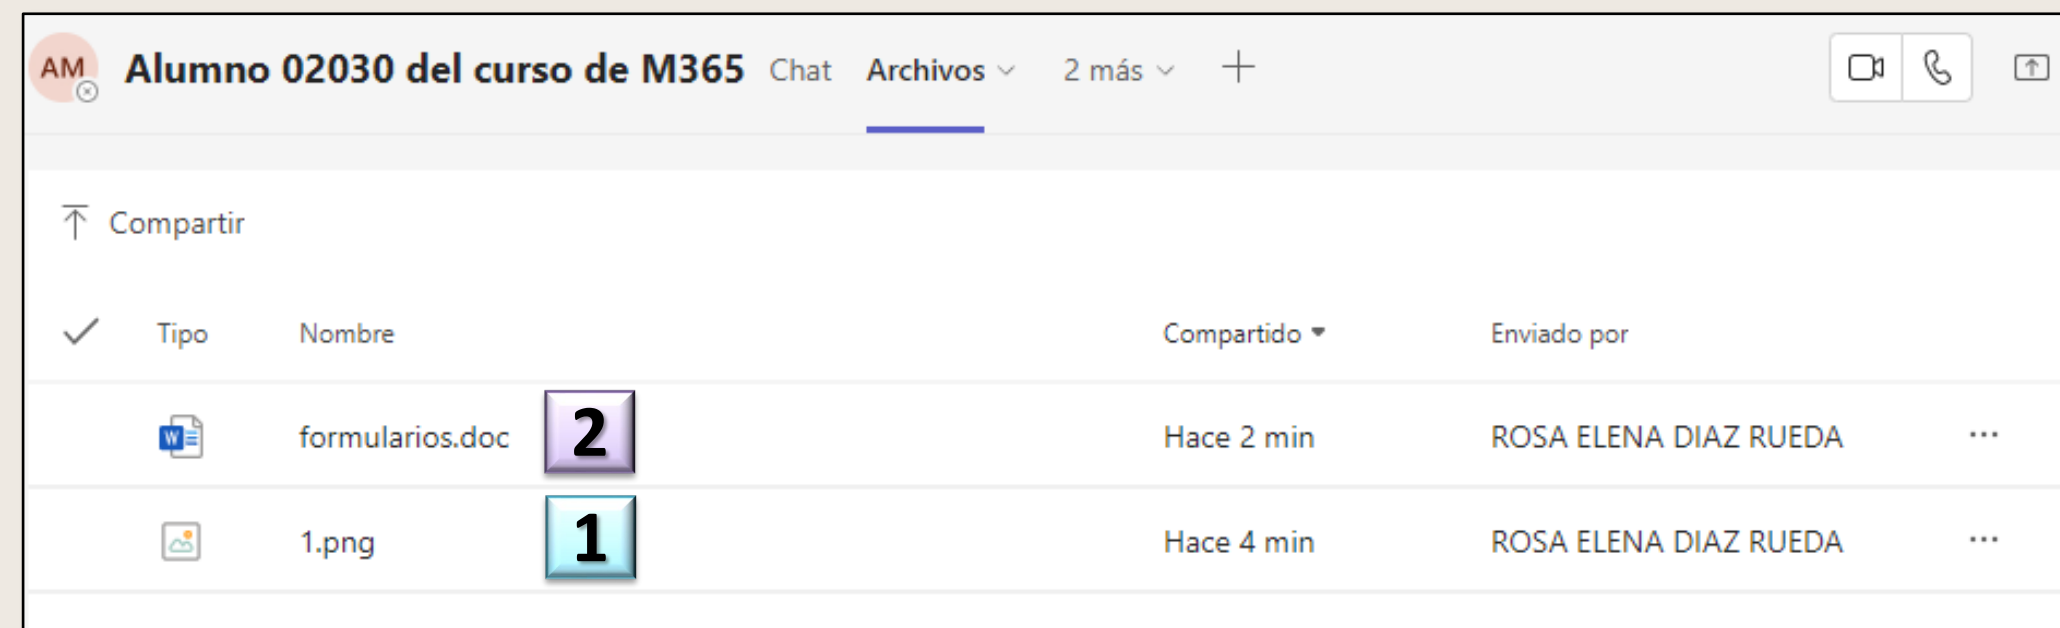 AM Alumno 02030 del curso de M365 Chat Archivos 2 más
Compartir
Tipo Nombre Compartido Enviado por
W formularios.doc 2 Hace 2 min ROSA ELENA DIAZ RUEDA ...
1.png 1 Hace 4 min ROSA ELENA DIAZ RUEDA ...